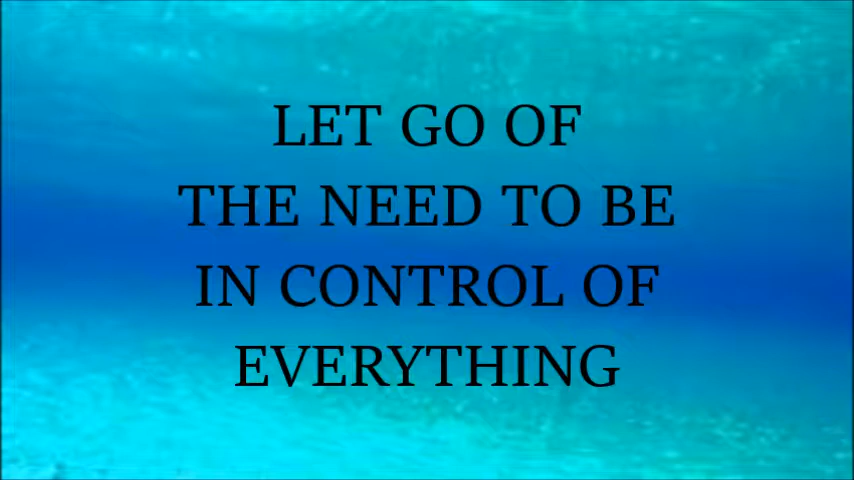 LET GO OF
THE NEED TO BE
IN CONTROL OF
EVERYTHING